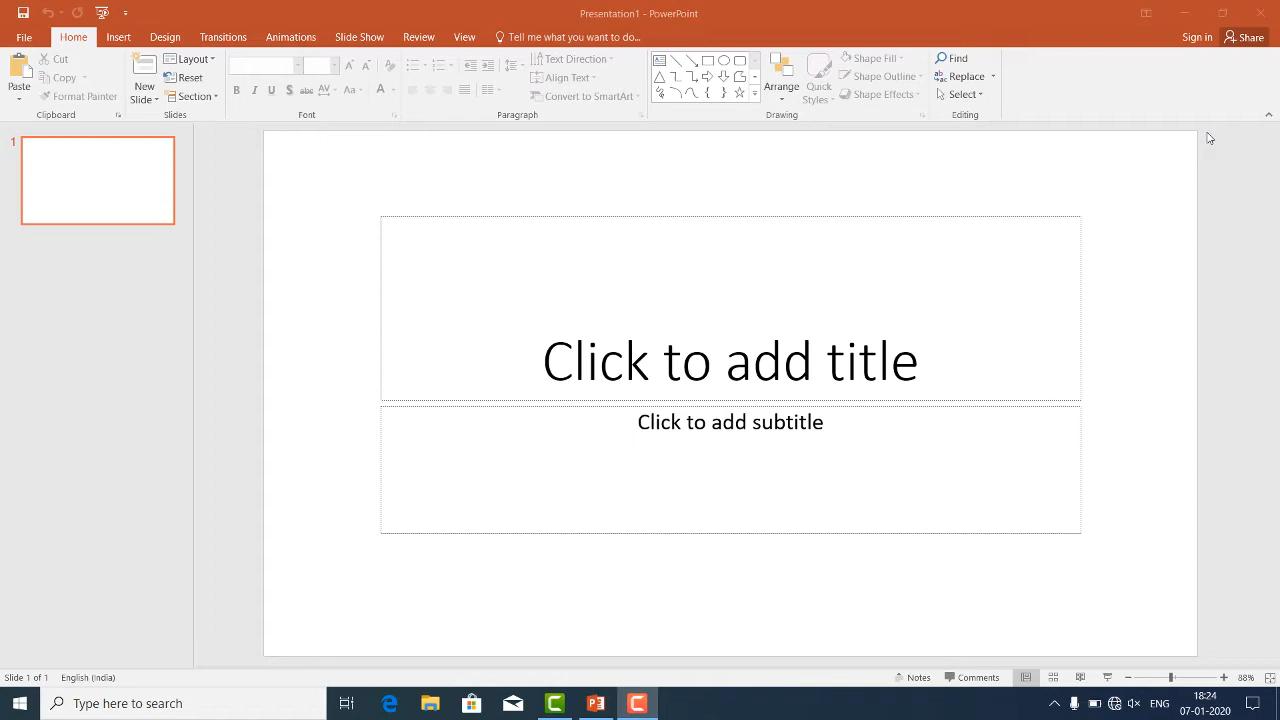 Presentation1 - PowerPoint
File Home Insert Design Transitions Animations Slide Show Review View Tell me what you want to do... Sign in Share
Paste
Cut
Copy
Format Painter
Clipboard
New Slide
Layout
Reset
Section
Slides
B I U S abc AV Aa A
Font
Text Direction
Align Text
Convert to SmartArt
Paragraph
Arrange
Quick Styles
Shape Fill
Shape Outline
Shape Effects
Drawing
Find
Replace
Select
Editing
1
Click to add title
Click to add subtitle
Slide 1 of 1 English (India) Notes Comments 88%
Type here to search
ENG
18:24
07-01-2020